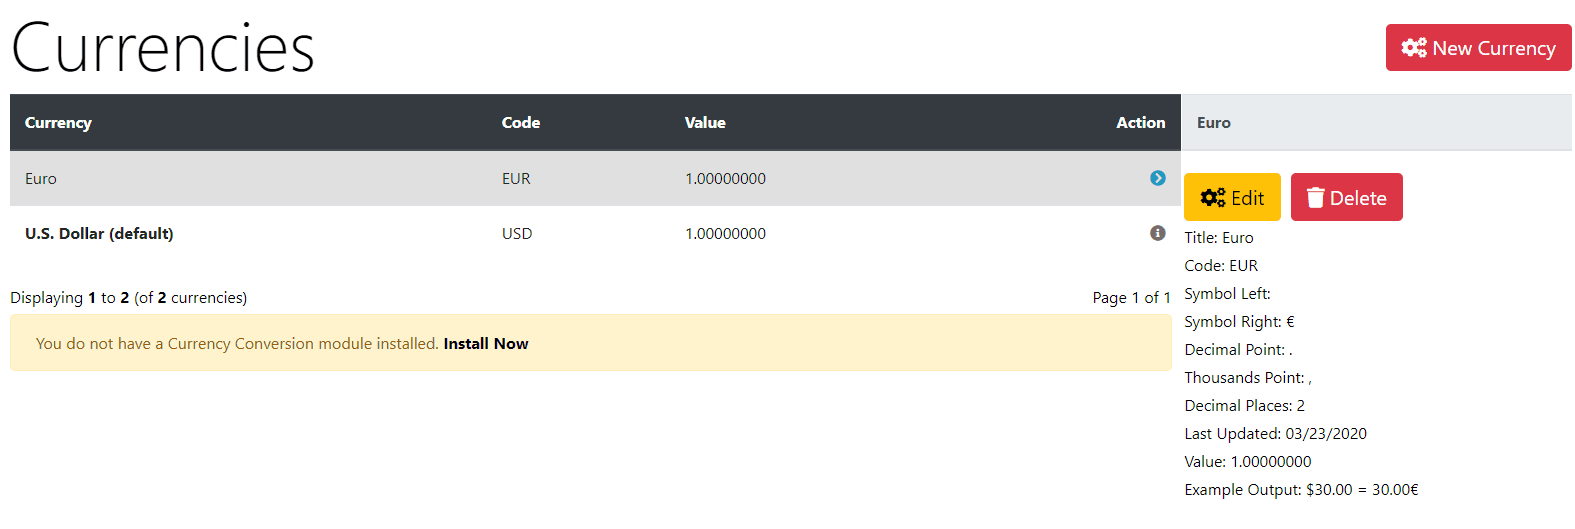 Currencies
New Currency
Currency Code Value Action
Euro EUR 1.00000000
U.S. Dollar (default) USD 1.00000000
Displaying 1 to 2 (of 2 currencies) Page 1 of 1
You do not have a Currency Conversion module installed. Install Now
Euro
Edit Delete
Title: Euro
Code: EUR
Symbol Left:
Symbol Right: €
Decimal Point: .
Thousands Point: ,
Decimal Places: 2
Last Updated: 03/23/2020
Value: 1.00000000
Example Output: $30.00 = 30.00€